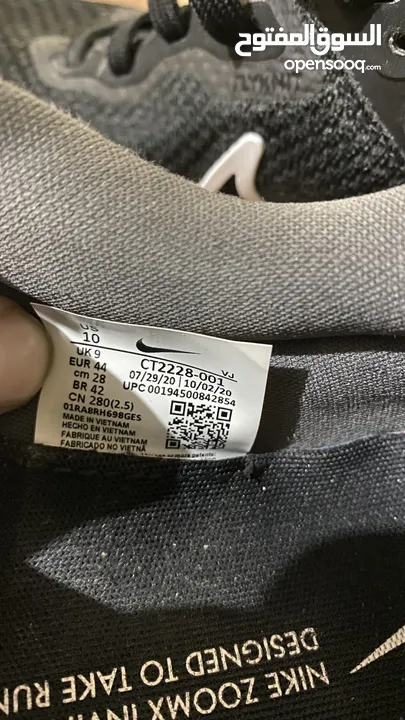 السوق المفتوح
opensooq.com
US
10
UK 9
EUR 44
cm 28
BR 42
CN 280(2.5)
CT2228-001
VJ
07/29/20 | 10/02/20
UPC 00194500842854
01RA8RH698GES
MADE IN VIETNAM
HECHO EN VIETNAM
FABRIQUE AU VIETNAM
FABRICADO NO VIETNÃ
NIKE ZOOMX
DESIGNED TO TAKE RUN